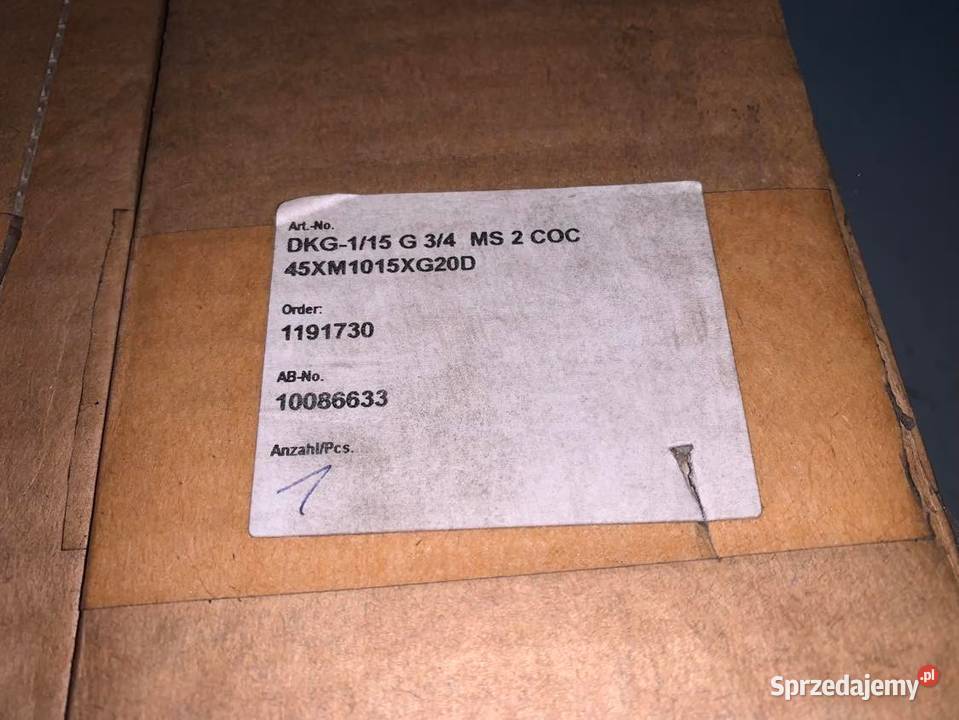 Art.-No.
DKG-1/15 G 3/4 MS 2 COC
45XM1015XG20D
Order:
1191730
AB-No.
10086633
Anzahl/Pcs.
1
Sprzedajemy.pl